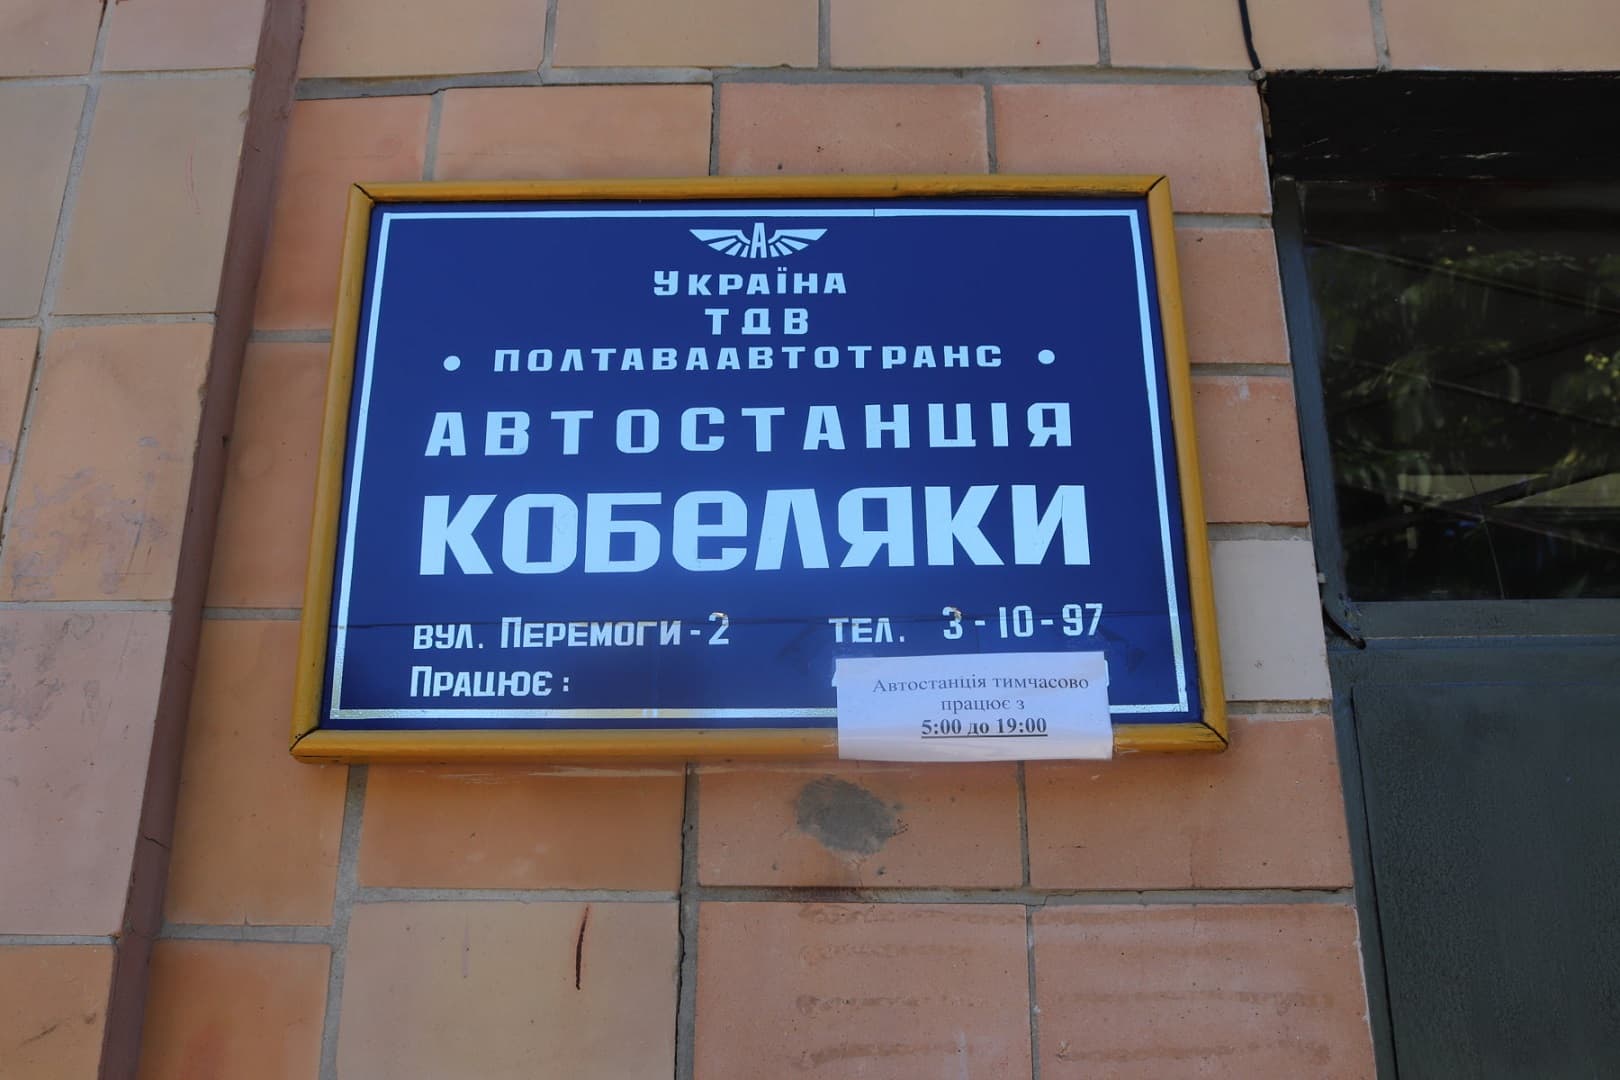 Україна
ТДВ
• ПОЛТАВААВТОТРАНС •
АВТОСТАНЦІЯ
КОБЕЛЯКИ
вул. Перемоги-2 тел. 3-10-97
Працює:
Автостанція тимчасово
працює з
5:00 до 19:00